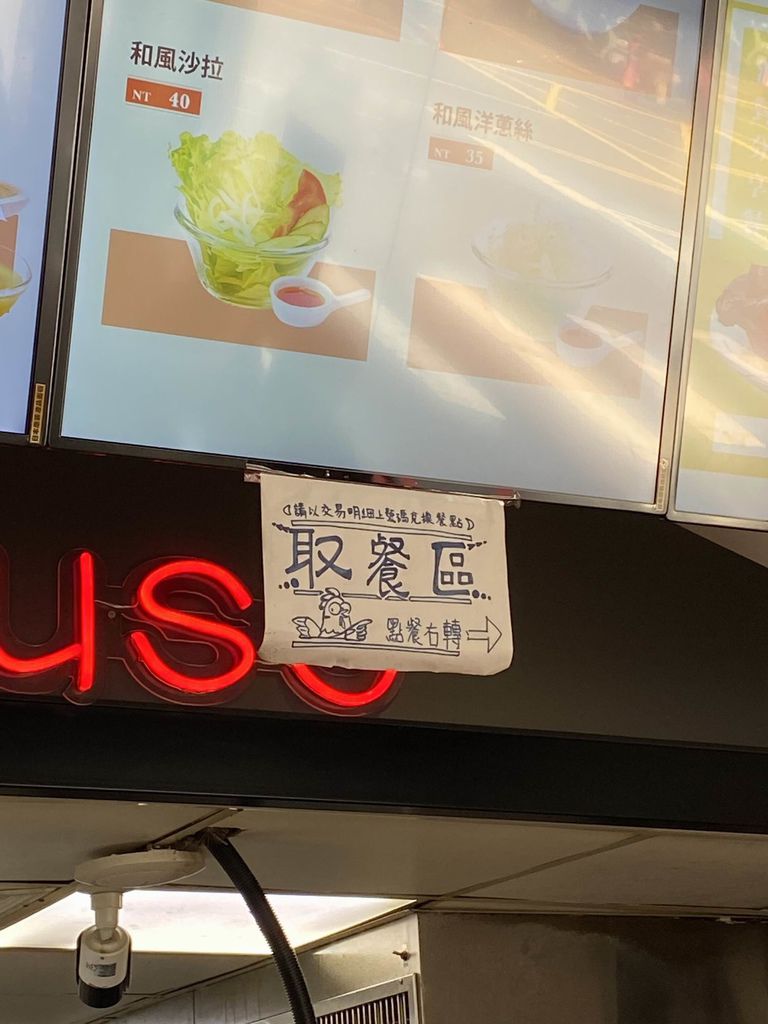 和風沙拉
NT 40
和風洋蔥絲
NT 35
(請以交易明細上號碼兌換餐點)
取餐區
點餐右轉
us